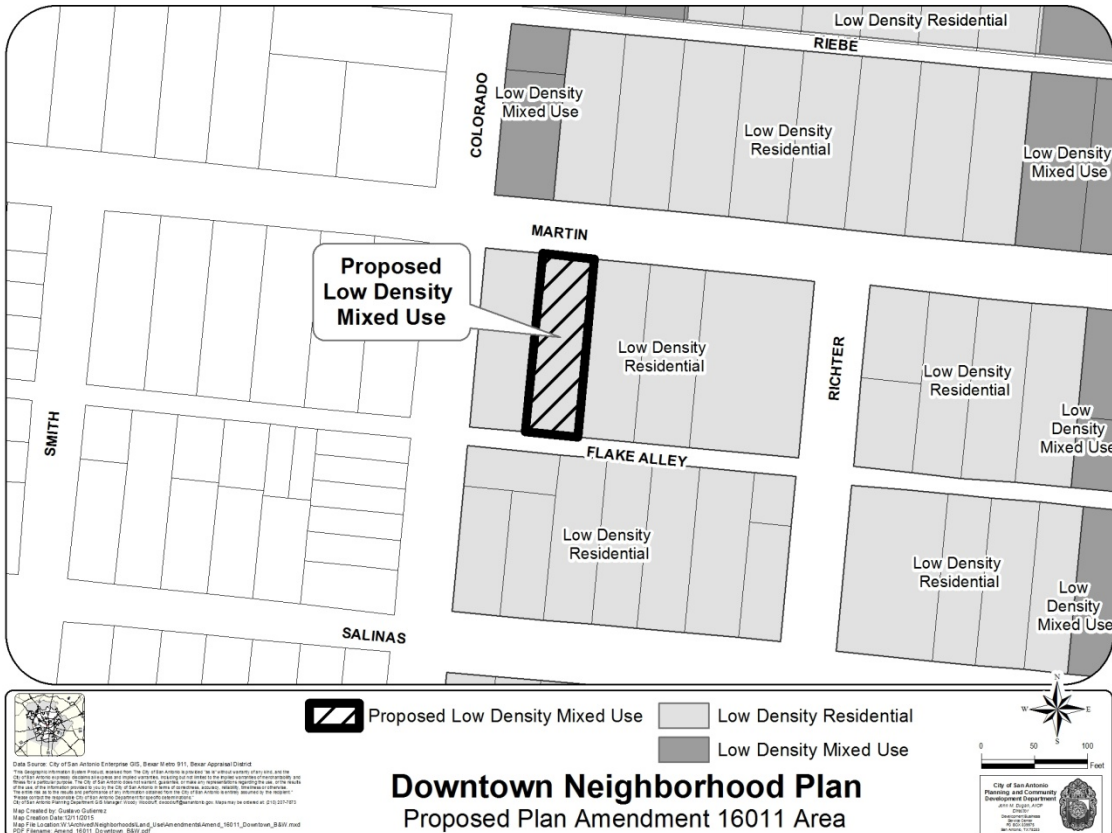 Low Density Residential
RIEBE
COLORADO
Low Density
Mixed Use
Low Density
Residential
Low Density
Mixed Use
MARTIN
Proposed
Low Density
Mixed Use
Low Density
Residential
RICHTER
Low Density
Residential
Low
Density
Mixed Use
SMITH
FLAKE ALLEY
Low Density
Residential
Low Density
Residential
Low
Density
Mixed Use
SALINAS
Proposed Low Density Mixed Use
Low Density Residential
Low Density Mixed Use
N
W
E
S
0 50 100
Feet
Data Source: City of San Antonio Enterprise GIS, Bexar Metro 911, Bexar Appraisal District
Map Created by: Gustavo Gutierrez
Map Creation Date: 12/11/2015
PDF Filename: Amend_16011_Downtown_B&W.pdf
Downtown Neighborhood Plan
Proposed Plan Amendment 16011 Area
City of San Antonio
Planning and Community
Development Department